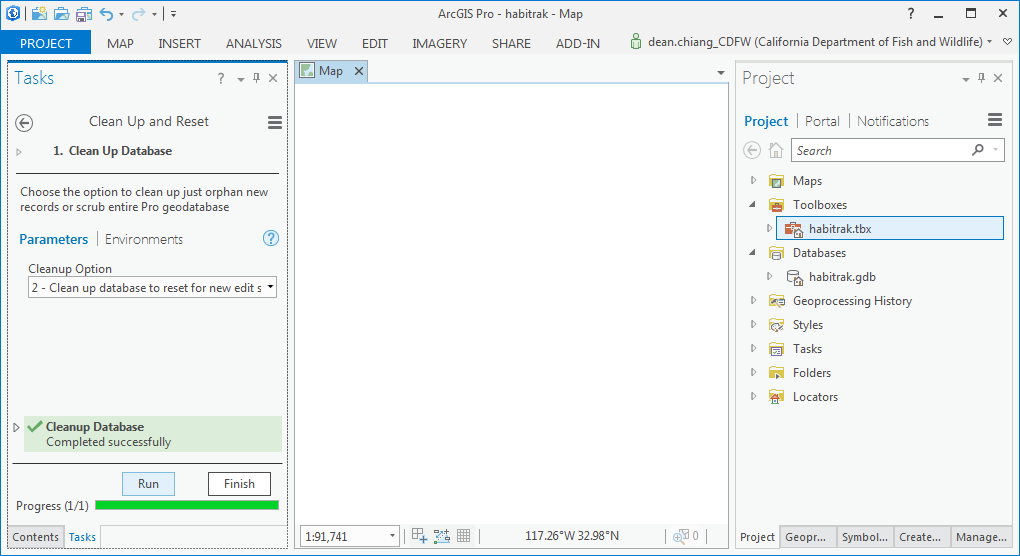 ArcGIS Pro - habitrak - Map
?
PROJECT MAP INSERT ANALYSIS VIEW EDIT IMAGERY SHARE ADD-IN dean.chiang_CDFW (California Department of Fish and Wildlife)
Tasks
?
Clean Up and Reset
1. Clean Up Database
Choose the option to clean up just orphan new
records or scrub entire Pro geodatabase
Parameters Environments
?
Cleanup Option
2 - Clean up database to reset for new edit s
Cleanup Database
Completed successfully
Run Finish
Progress (1/1)
Contents Tasks
Map
1:91,741 117.26°W 32.98°N 0
Project
Project Portal Notifications
Search
Maps
Toolboxes
habitrak.tbx
Databases
habitrak.gdb
Geoprocessing History
Styles
Tasks
Folders
Locators
Project Geopr... Symbol... Create... Manage...